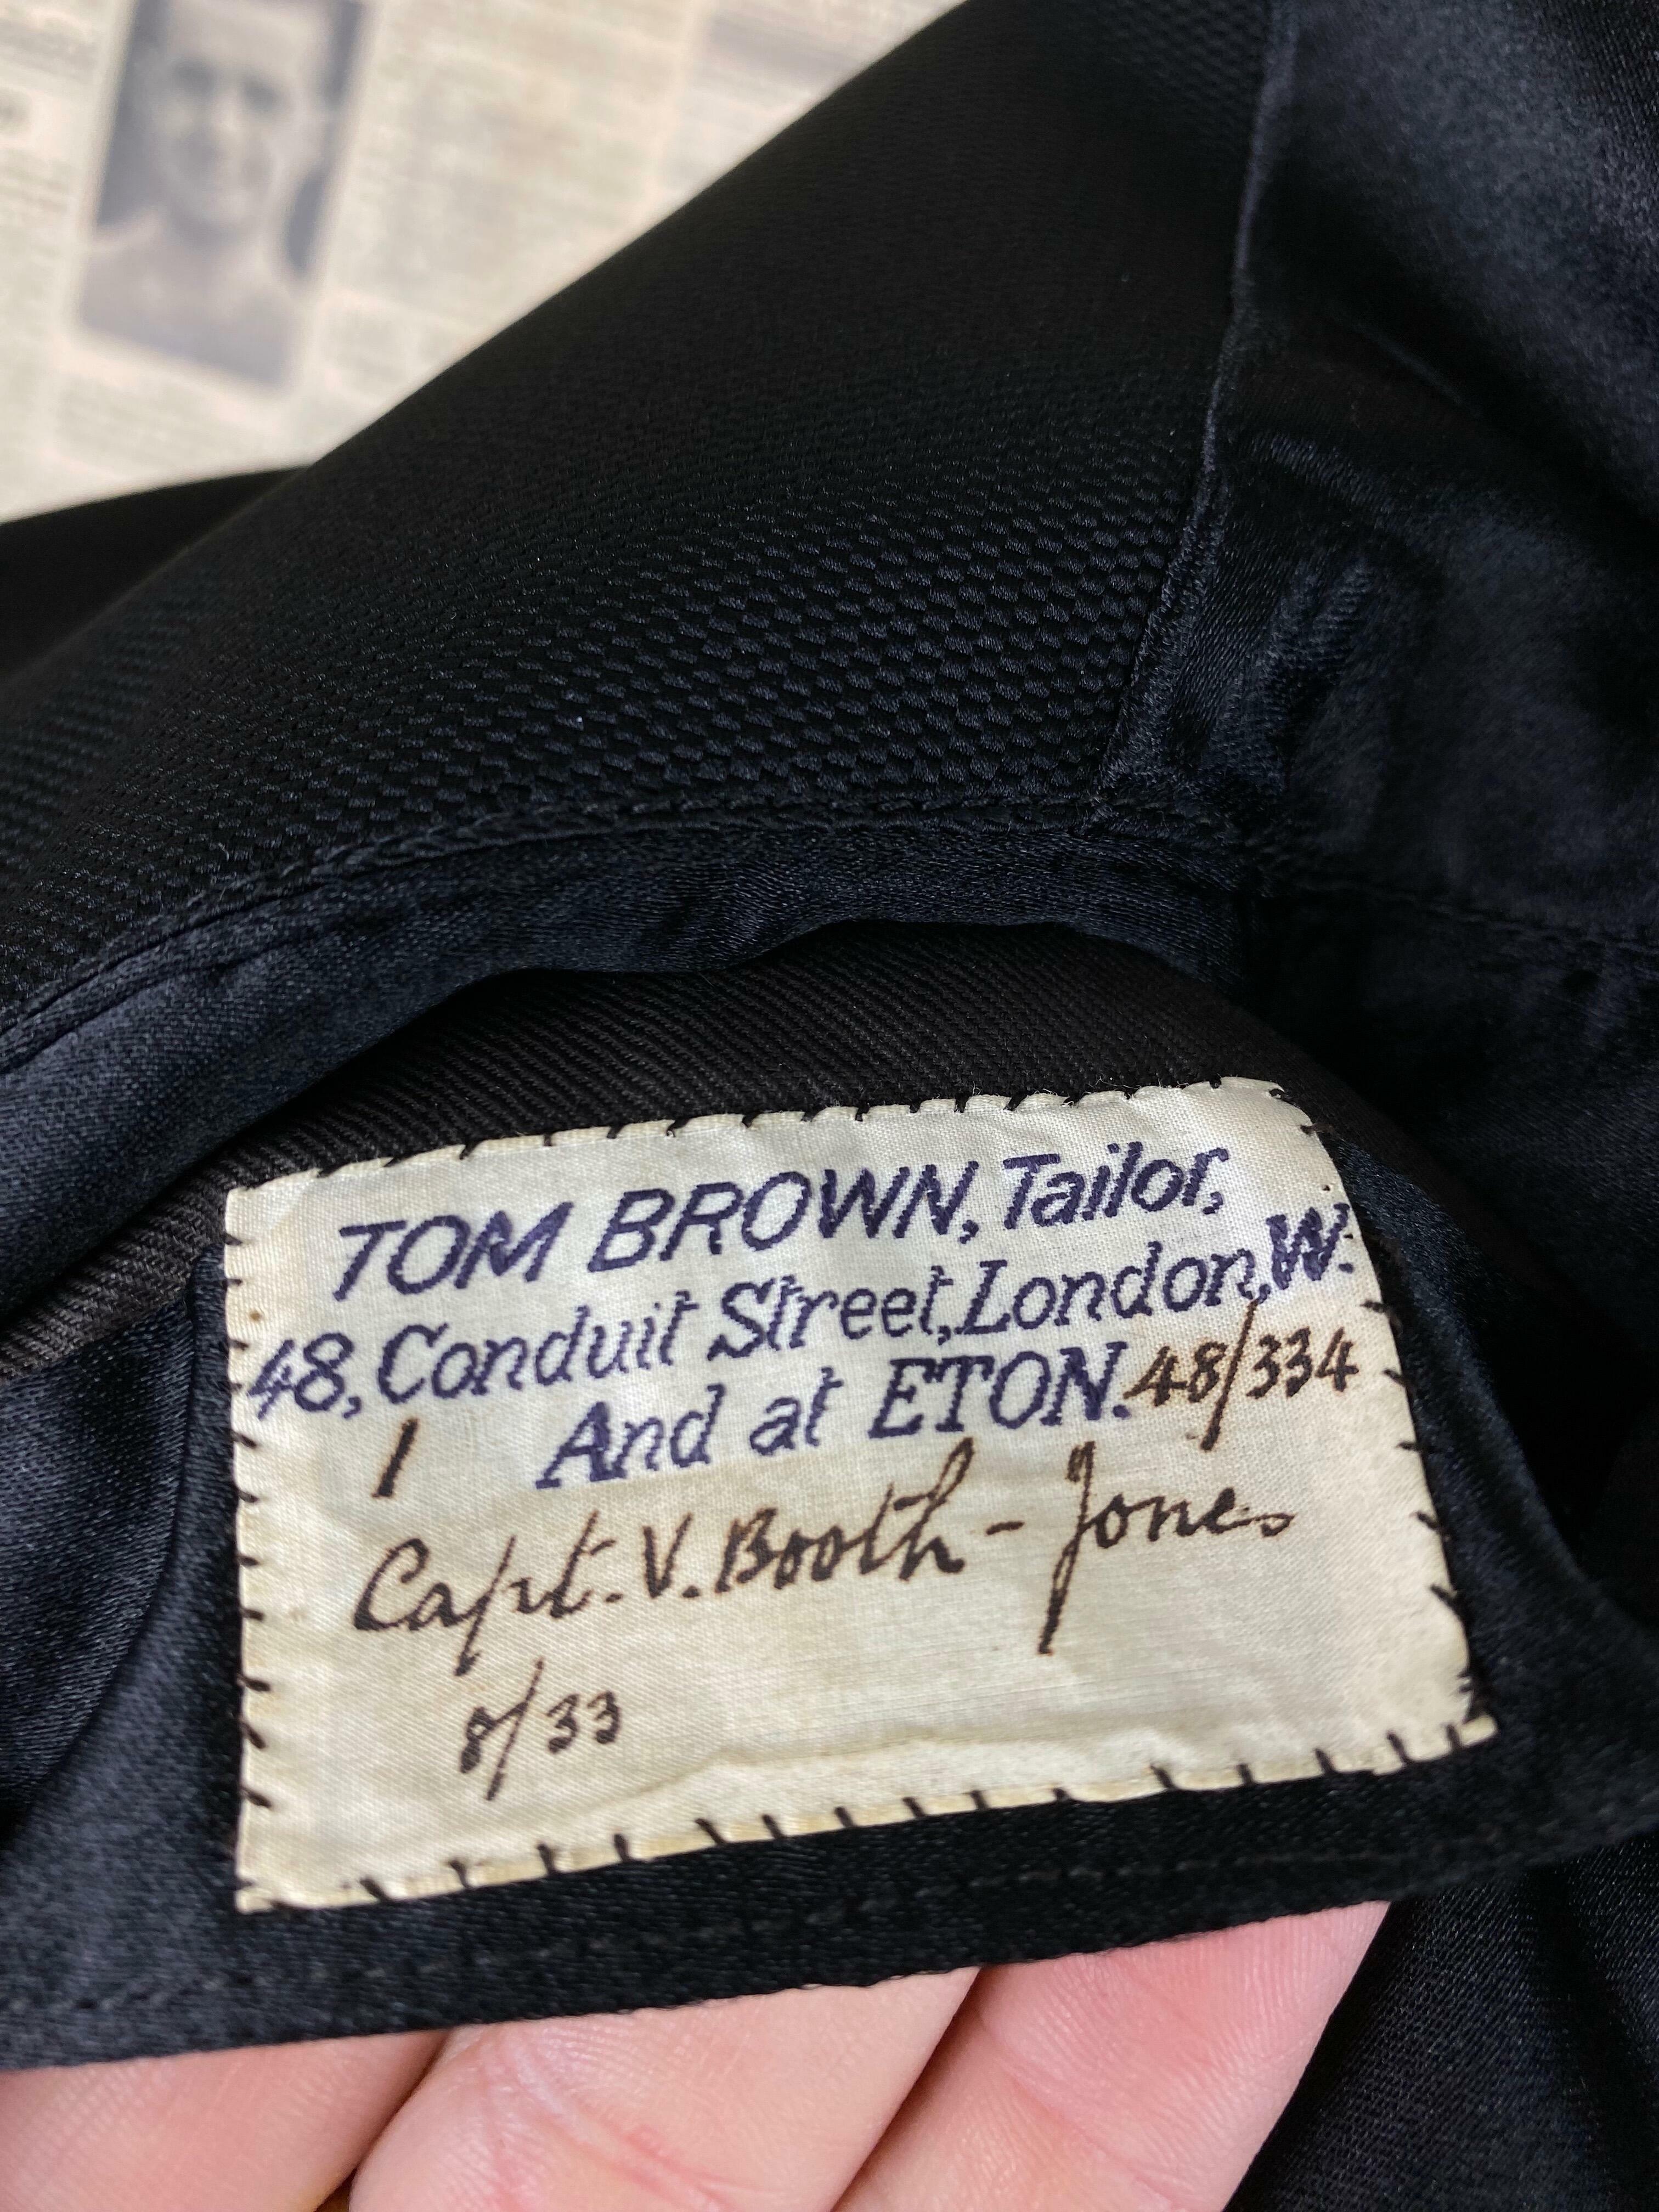 TOM BROWN, Tailor,
48, Conduit Street, London, W.
And at ETON. 48/334
1
Capt. V. Booth-Jones
8/33